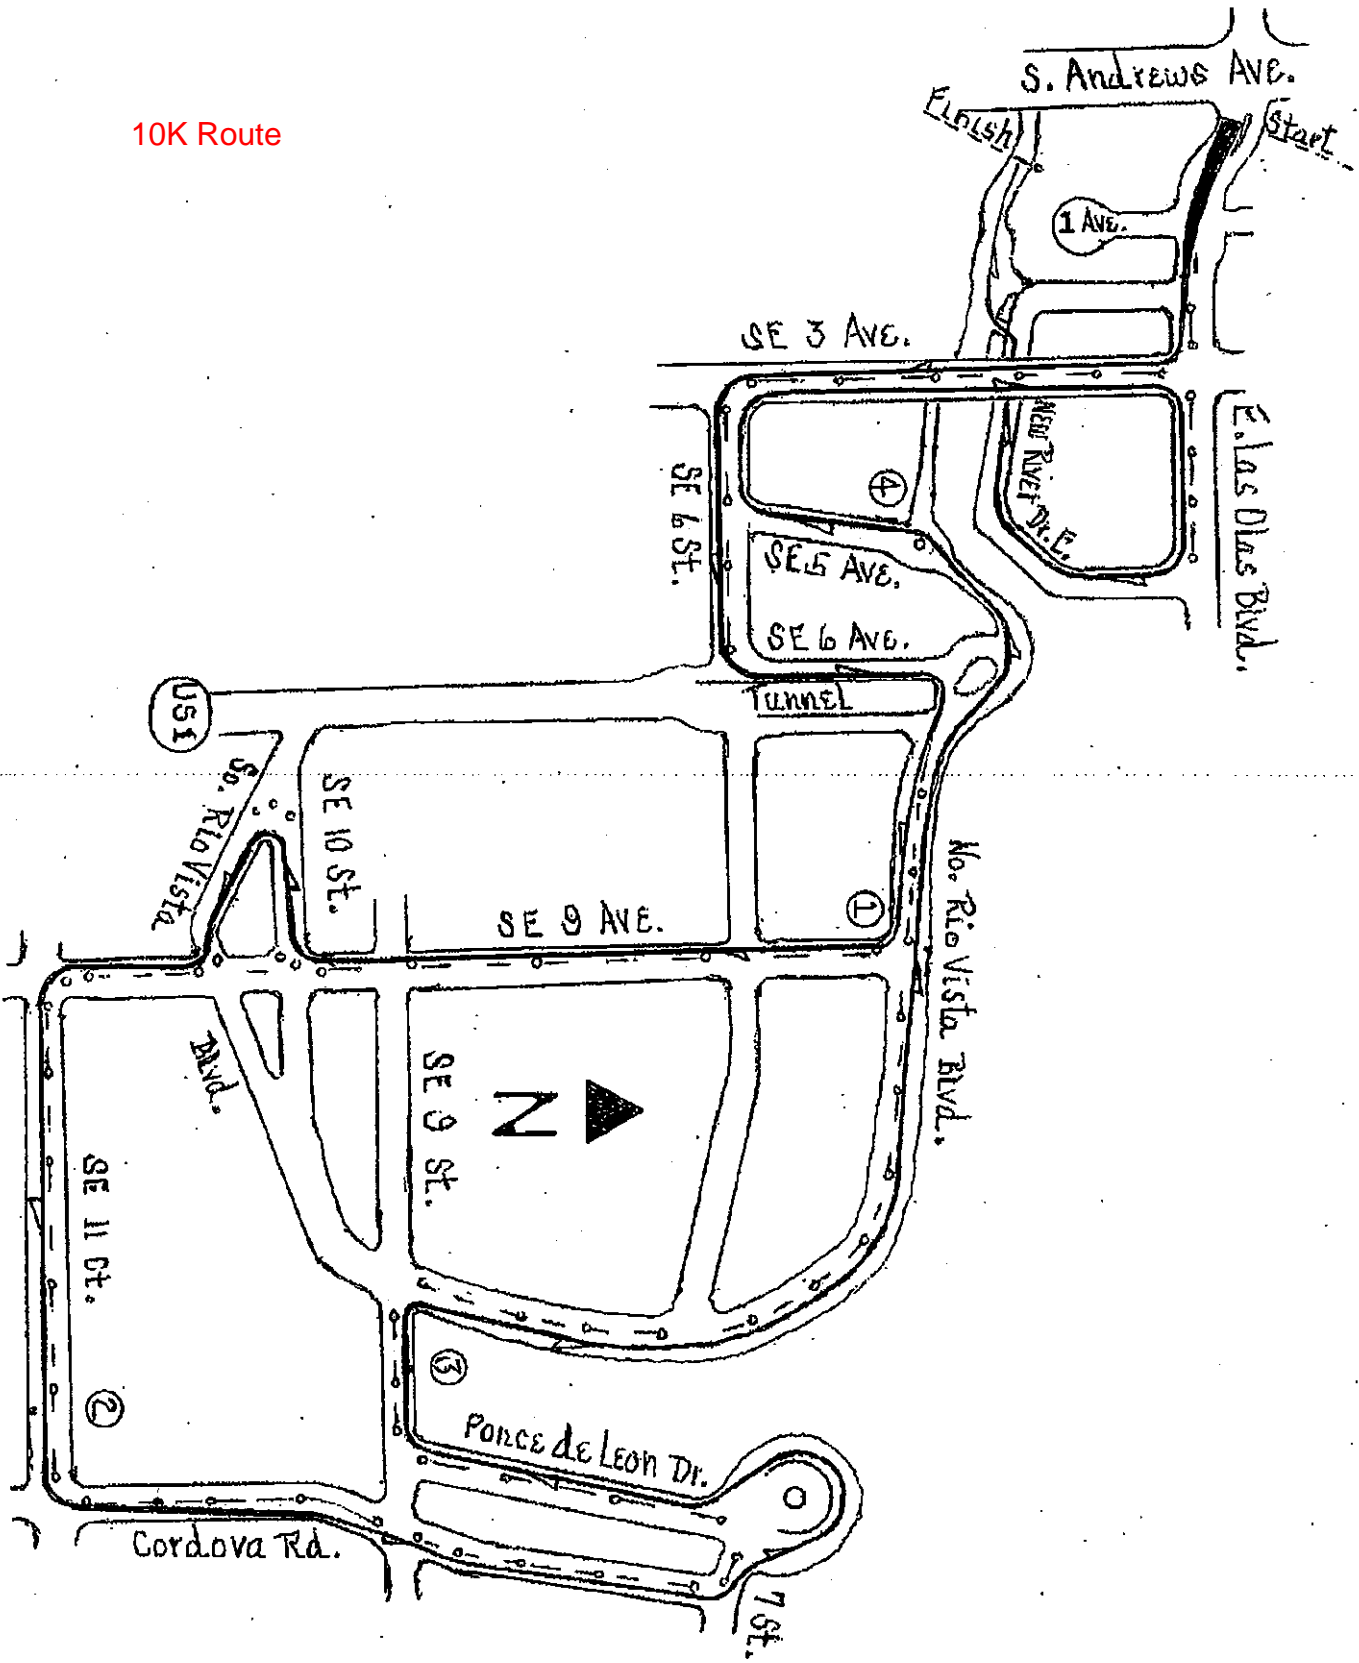 S. Andrews AVE.
Finish
Start
10K Route
1 AVE.
SE 3 AVE.
NEW RIVER Dr. E.
E. Las Olas Blvd.
4
SE 6 St.
SE 5 AVE.
SE 6 AVE.
Tunnel
US 1
So. Rio Vista
SE 10 St.
No. Rio Vista Blvd.
1
SE 9 AVE.
Blvd.
SE 9 St.
N
SE 11 Ct.
3
2
Ponce de Leon Dr.
Cordova Rd.
7 St.